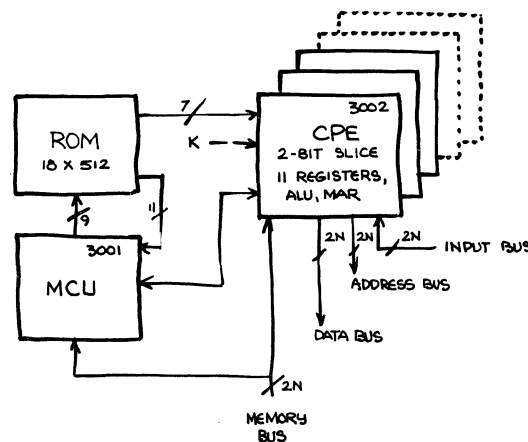 7
3002
CPE
2-BIT SLICE
11 REGISTERS,
ALU, MAR
K
ROM
18 X 512
9
11
3001
MCU
2N
2N
2N
INPUT BUS
ADDRESS BUS
DATA BUS
2N
MEMORY
BUS